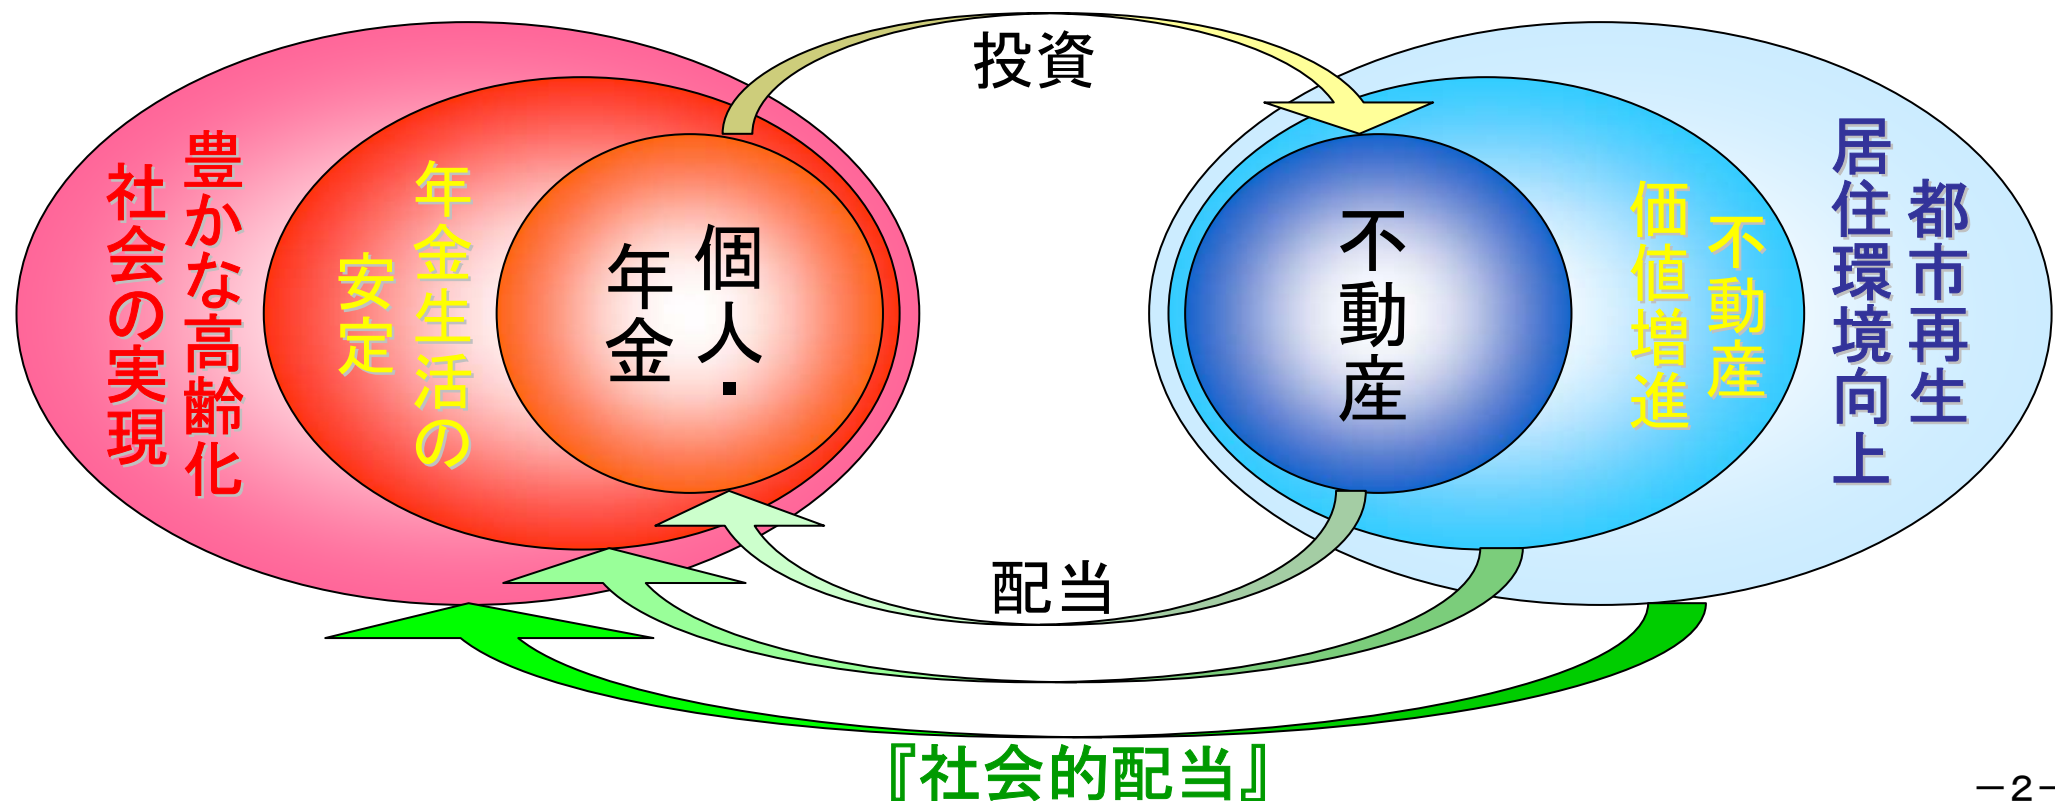 投資
豊かな高齢化
社会の実現
年金生活の
安定
個人・
年金
不動産
不動産
価値増進
都市再生
居住環境向上
配当
『社会的配当』
－2-